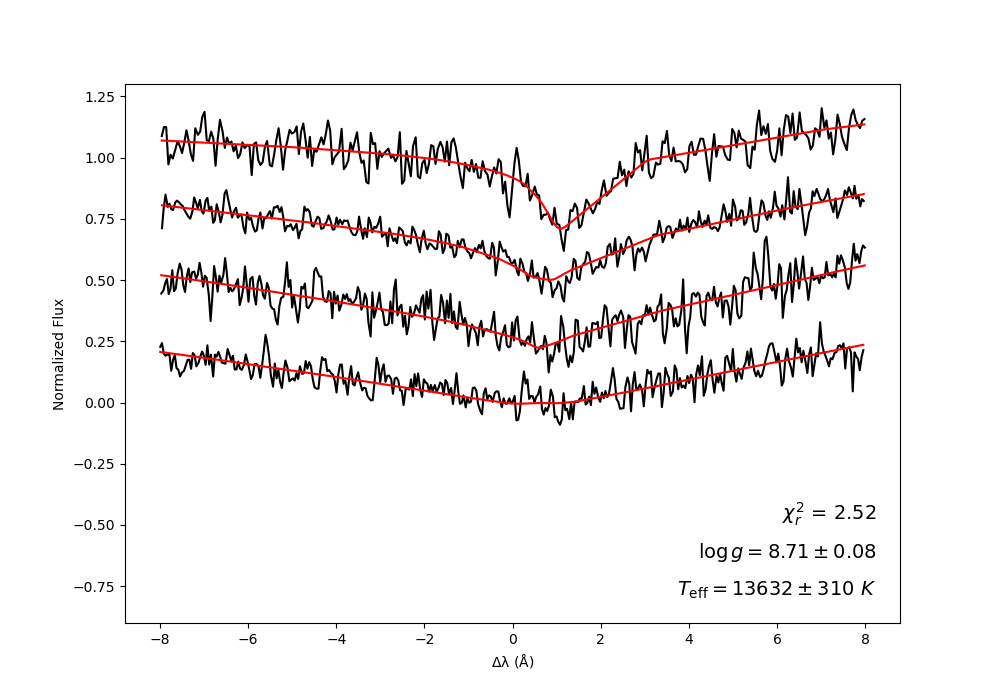 1.25
1.00
0.75
0.50
0.25
0.00
−0.25
−0.50
−0.75
Normalized Flux
χ²ᵣ = 2.52
log g = 8.71 ± 0.08
T_eff = 13632 ± 310 K
−8 −6 −4 −2 0 2 4 6 8
Δλ (Å)